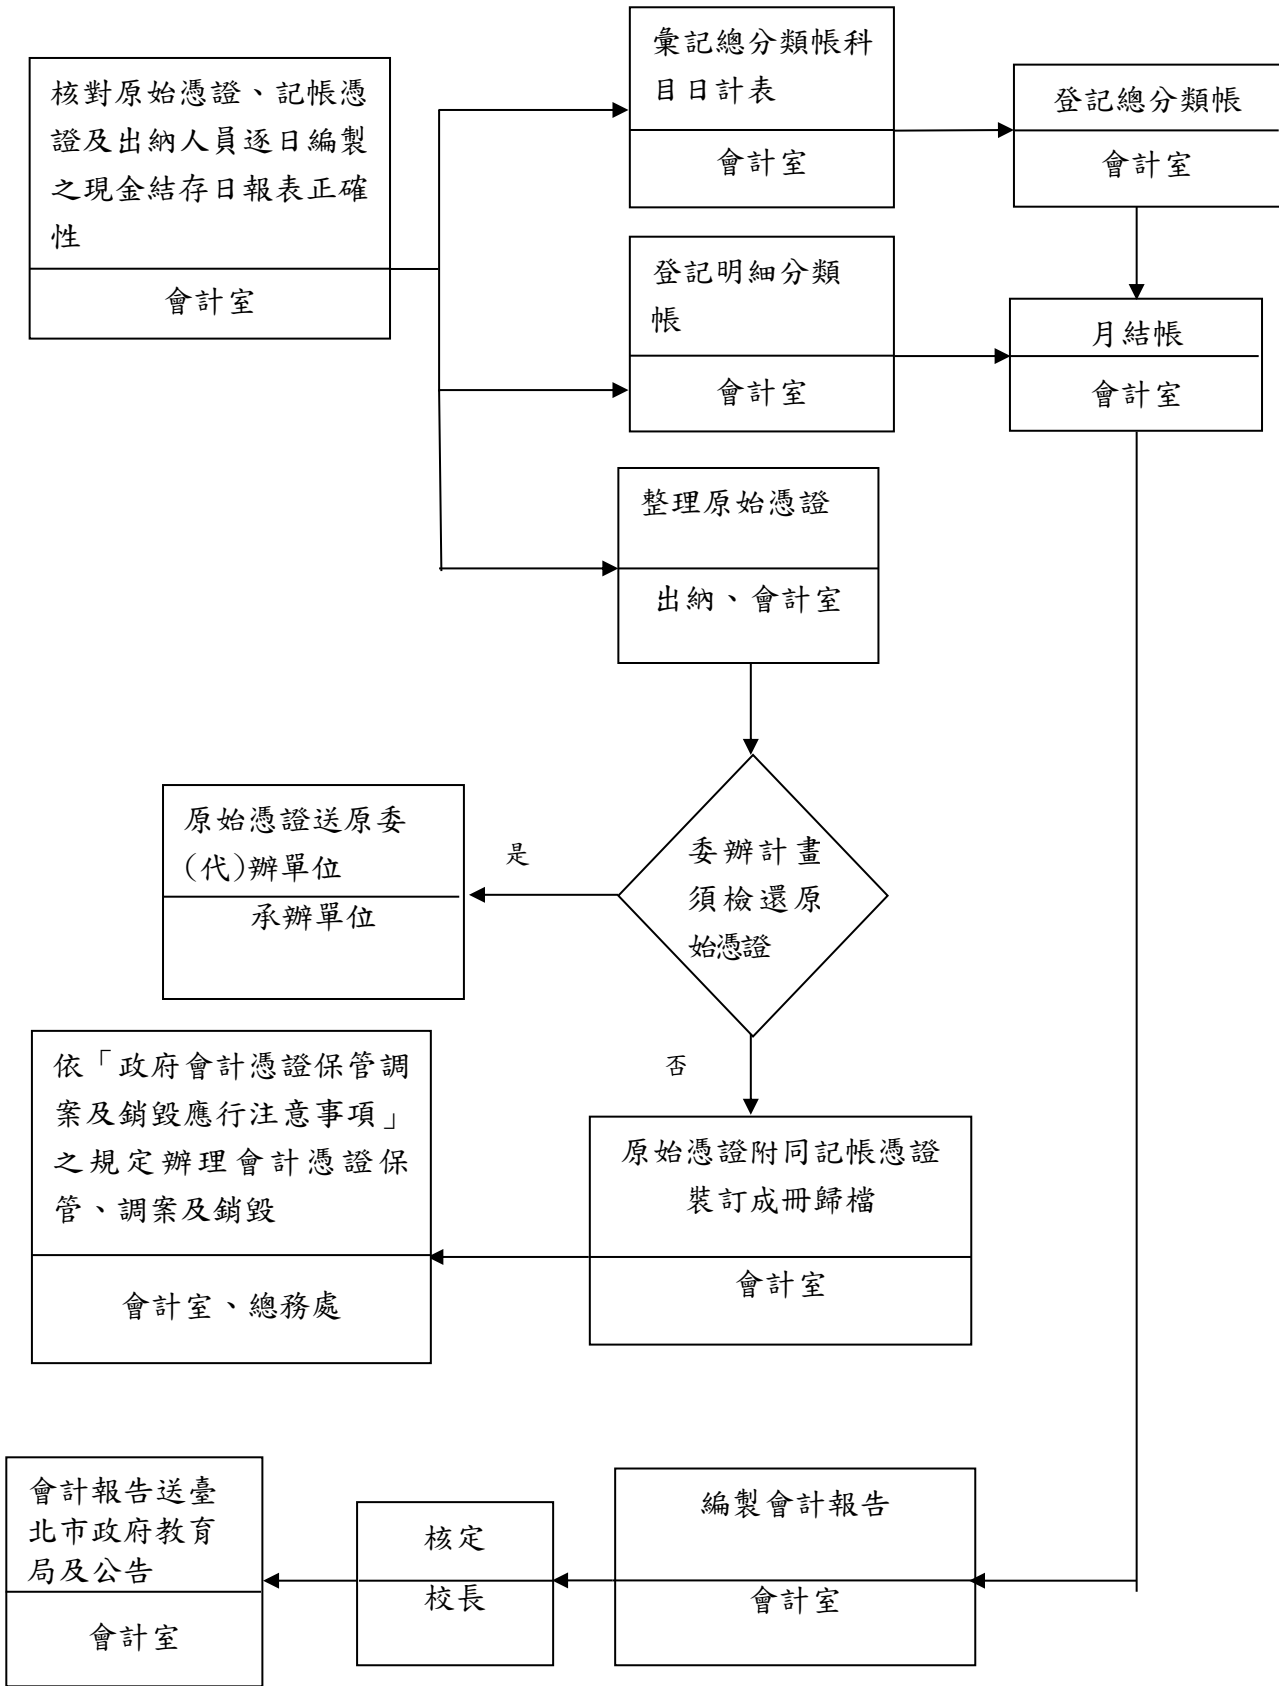 核對原始憑證、記帳憑
證及出納人員逐日編製
之現金結存日報表正確
性
會計室
彙記總分類帳科
目日計表
會計室
登記總分類帳
會計室
登記明細分類
帳
會計室
月結帳
會計室
整理原始憑證
出納、會計室
委辦計畫
須檢還原
始憑證
是
原始憑證送原委
(代)辦單位
承辦單位
否
原始憑證附同記帳憑證
裝訂成冊歸檔
會計室
依「政府會計憑證保管調
案及銷毀應行注意事項」
之規定辦理會計憑證保
管、調案及銷毀
會計室、總務處
編製會計報告
會計室
核定
校長
會計報告送臺
北市政府教育
局及公告
會計室